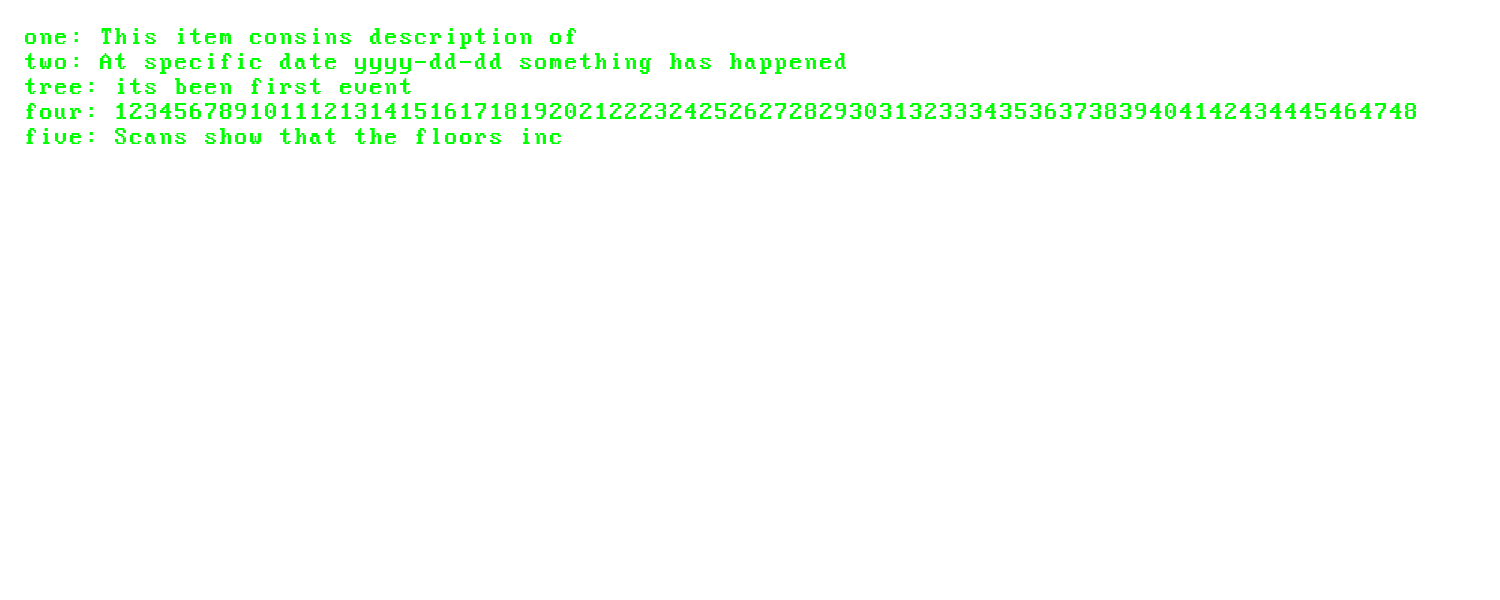 one: This item consins description of
two: At specific date yyyy-dd-dd something has happened
tree: its been first event
four: 123456789101112131415161718192021222324252627282930313233343536373839404142434445464748
five: Scans show that the floors inc